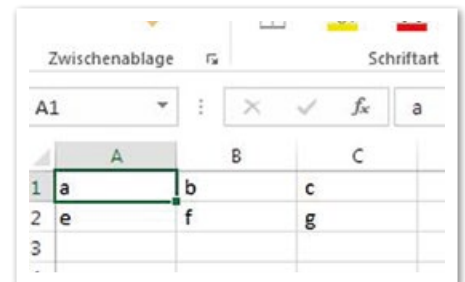 Zwischenablage Schriftart
A1 fx a
A B C
1 a b c
2 e f g
3